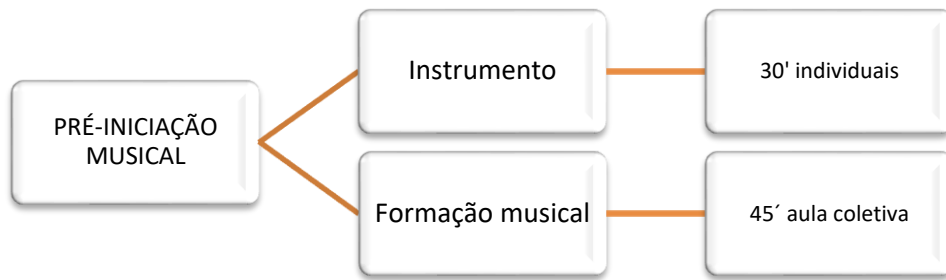 PRÉ-INICIAÇÃO
MUSICAL
Instrumento
30' individuais
Formação musical
45´ aula coletiva